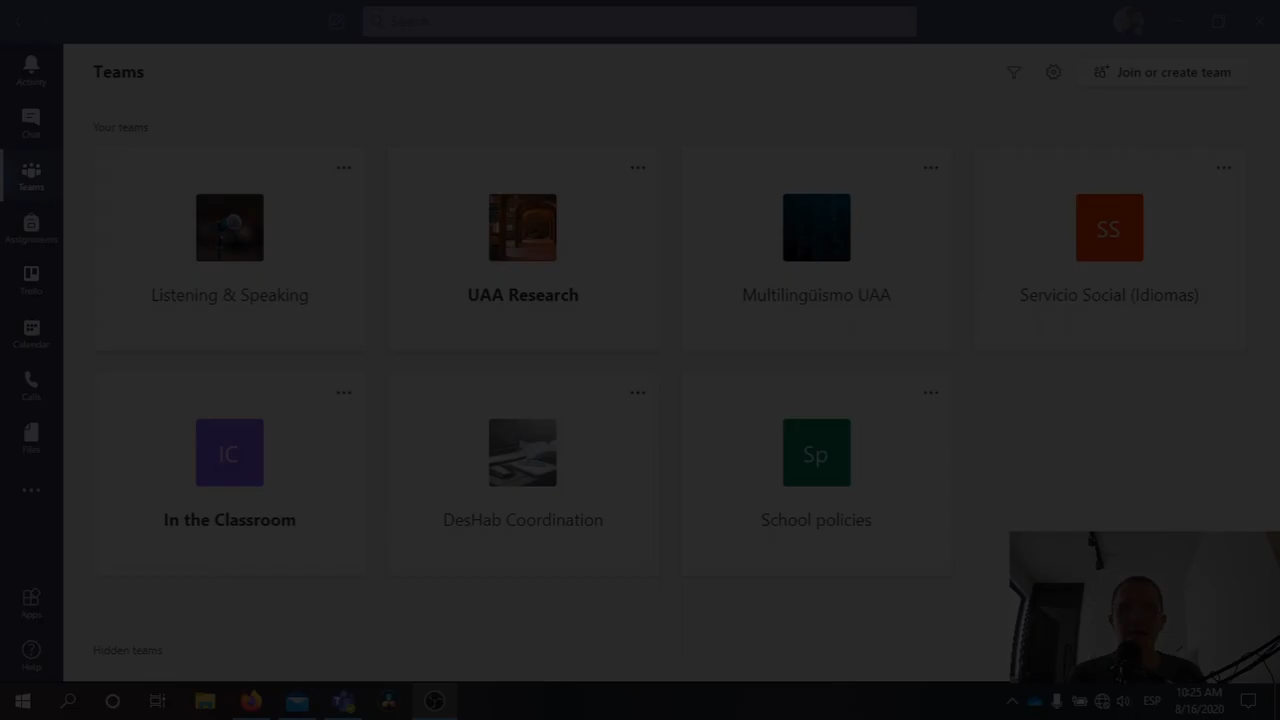 Search
Activity
Chat
Teams
Assignments
Trello
Calendar
Calls
Files
Apps
Help
Teams
Join or create team
Your teams
Listening & Speaking
UAA Research
Multilingüismo UAA
SS
Servicio Social (Idiomas)
IC
In the Classroom
DesHab Coordination
Sp
School policies
Hidden teams
ESP
10:25 AM
8/16/2020